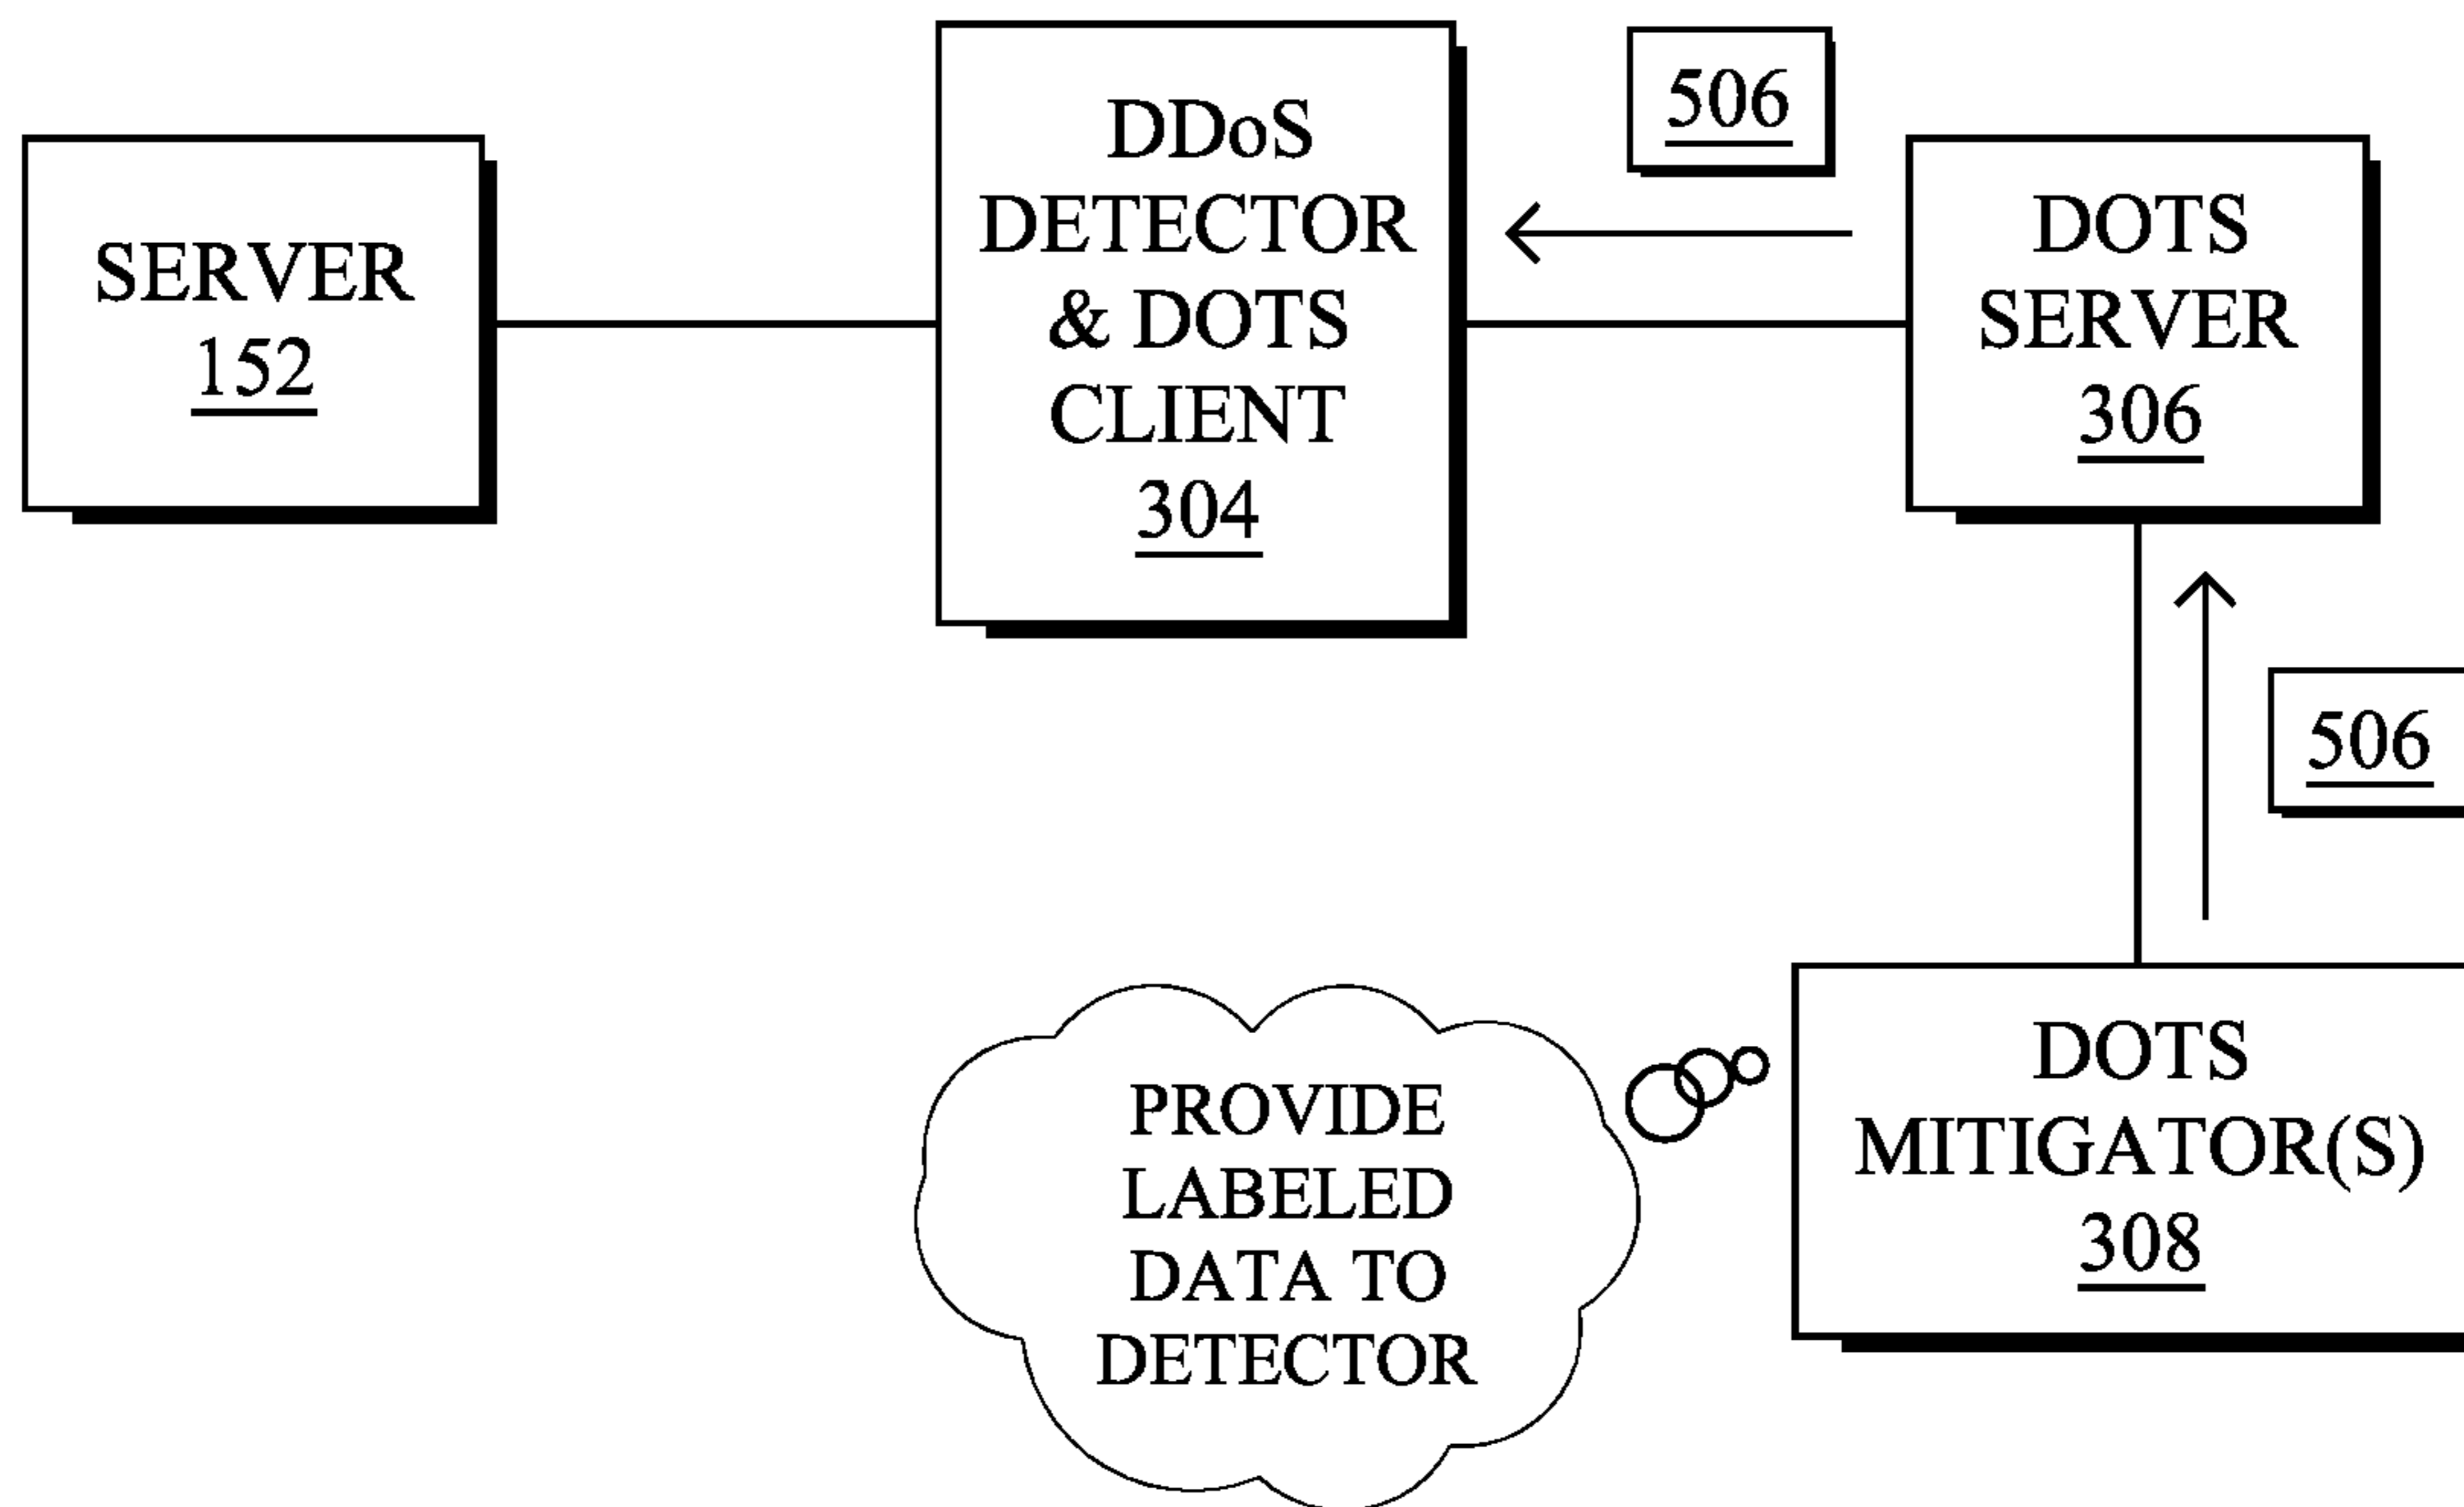 SERVER
152
DDoS
DETECTOR
& DOTS
CLIENT
304
506
DOTS
SERVER
306
506
DOTS
MITIGATOR(S)
308
PROVIDE
LABELED
DATA TO
DETECTOR